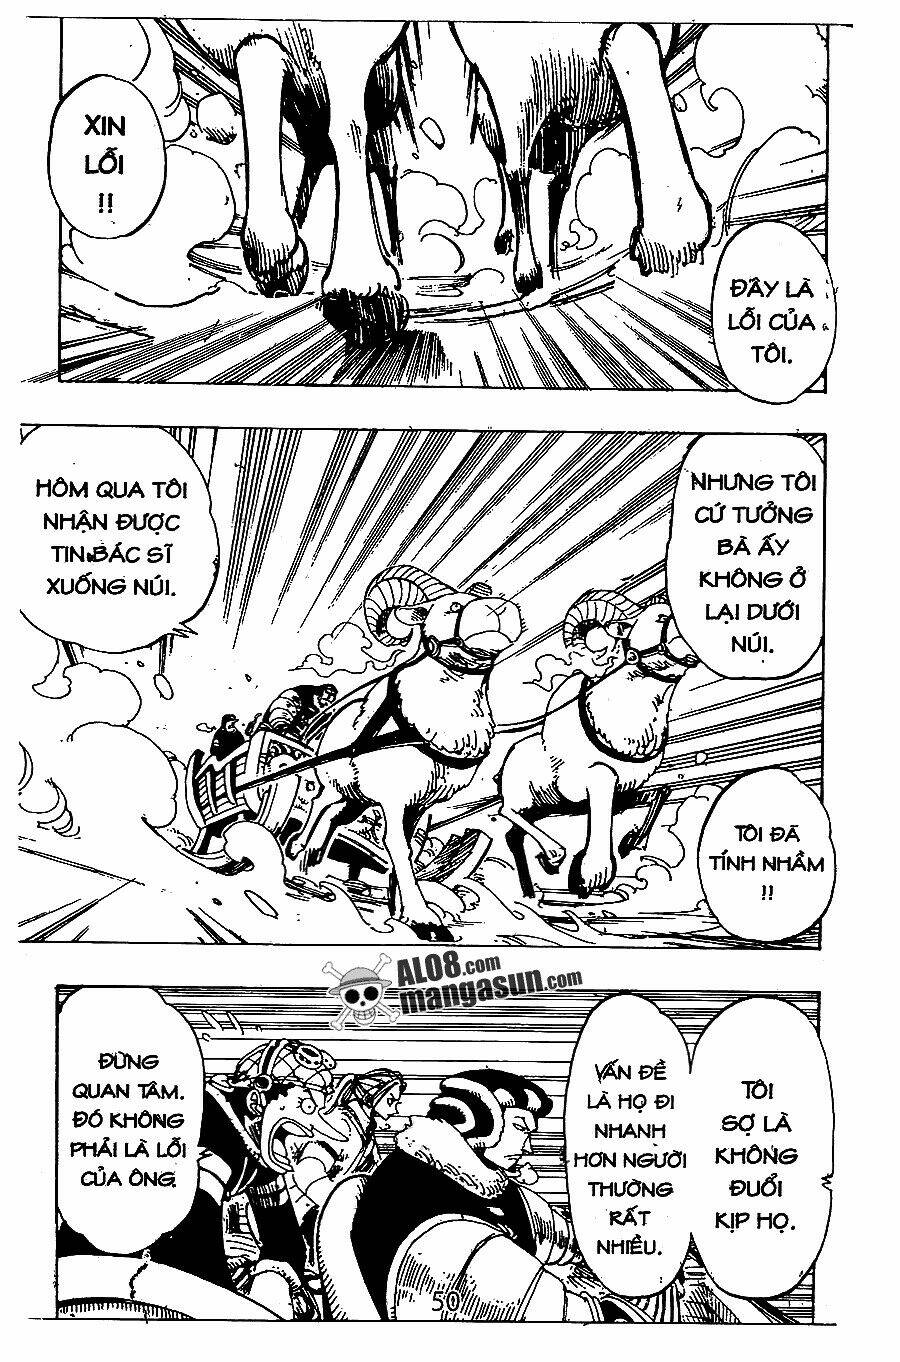 XIN
LỖI
!!
ĐÂY LÀ
LỖI CỦA
TÔI.
HÔM QUA TÔI
NHẬN ĐƯỢC
TIN BÁC SĨ
XUỐNG NÚI.
NHƯNG TÔI
CỨ TƯỞNG
BÀ ẤY
KHÔNG Ở
LẠI DƯỚI
NÚI.
TÔI ĐÃ
TÍNH NHẦM
!!
AL08.com
mangasun.com
ĐỪNG
QUAN TÂM.
ĐÓ KHÔNG
PHẢI LÀ LỖI
CỦA ÔNG.
VẤN ĐỀ
LÀ HỌ ĐI
NHANH
HƠN NGƯỜI
THƯỜNG
RẤT
NHIỀU.
TÔI
SỢ LÀ
KHÔNG
ĐUỔI
KỊP HỌ.
50